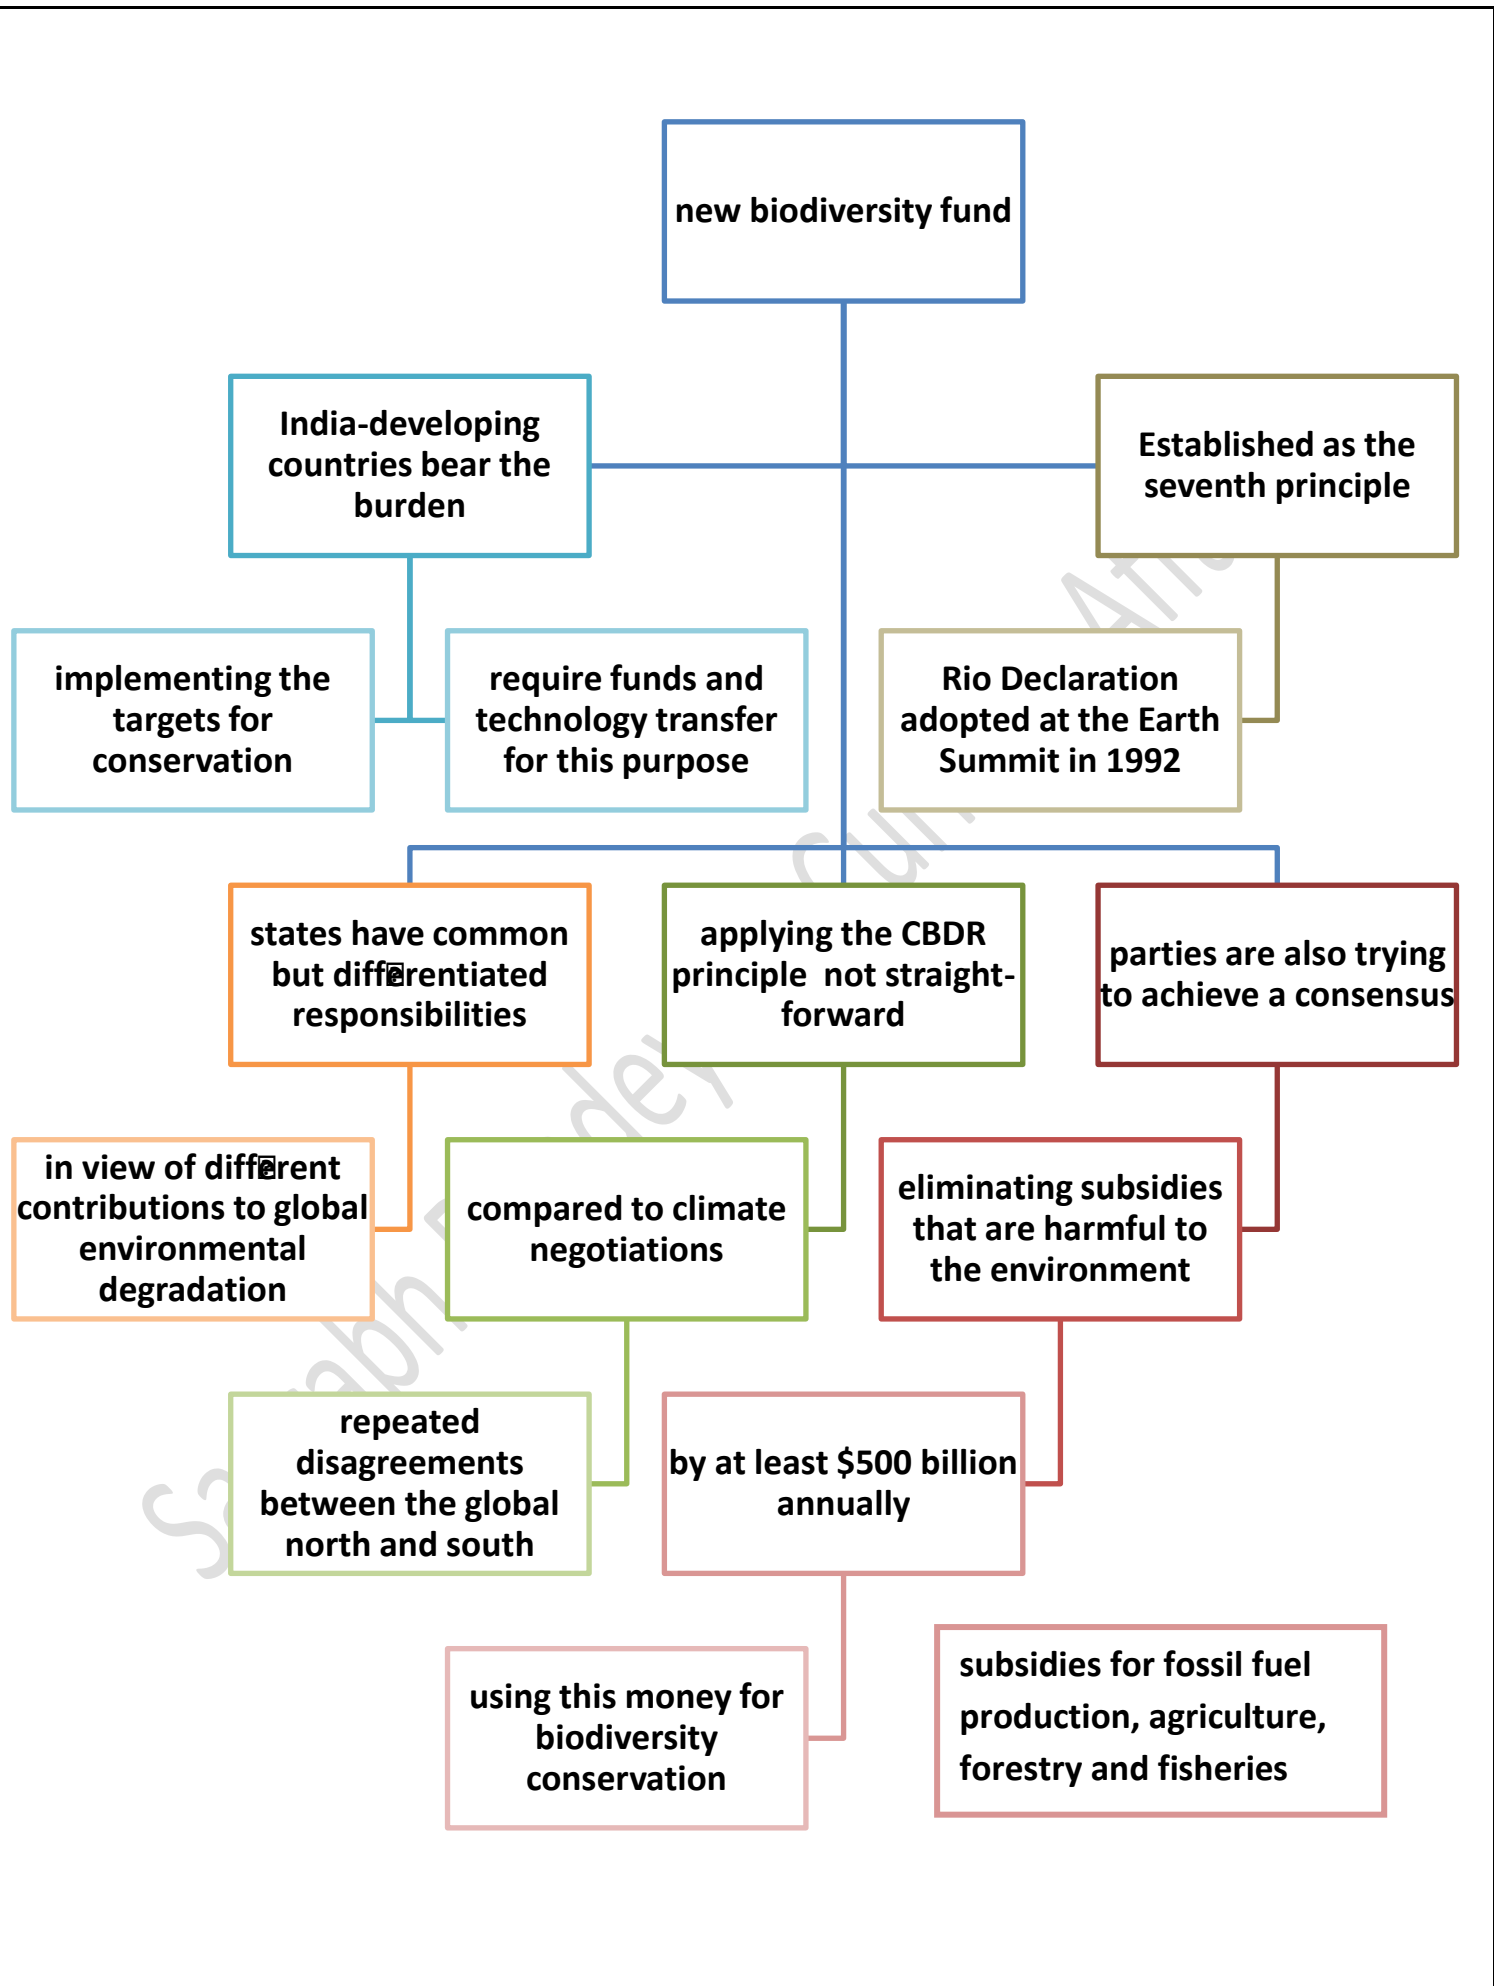 new biodiversity fund
India-developing
countries bear the
burden
Established as the
seventh principle
implementing the
targets for
conservation
require funds and
technology transfer
for this purpose
Rio Declaration
adopted at the Earth
Summit in 1992
states have common
but differentiated
responsibilities
applying the CBDR
principle  not straight-
forward
parties are also trying
to achieve a consensus
in view of different
contributions to global
environmental
degradation
compared to climate
negotiations
eliminating subsidies
that are harmful to
the environment
repeated
disagreements
between the global
north and south
by at least $500 billion
annually
using this money for
biodiversity
conservation
subsidies for fossil fuel
production, agriculture,
forestry and fisheries